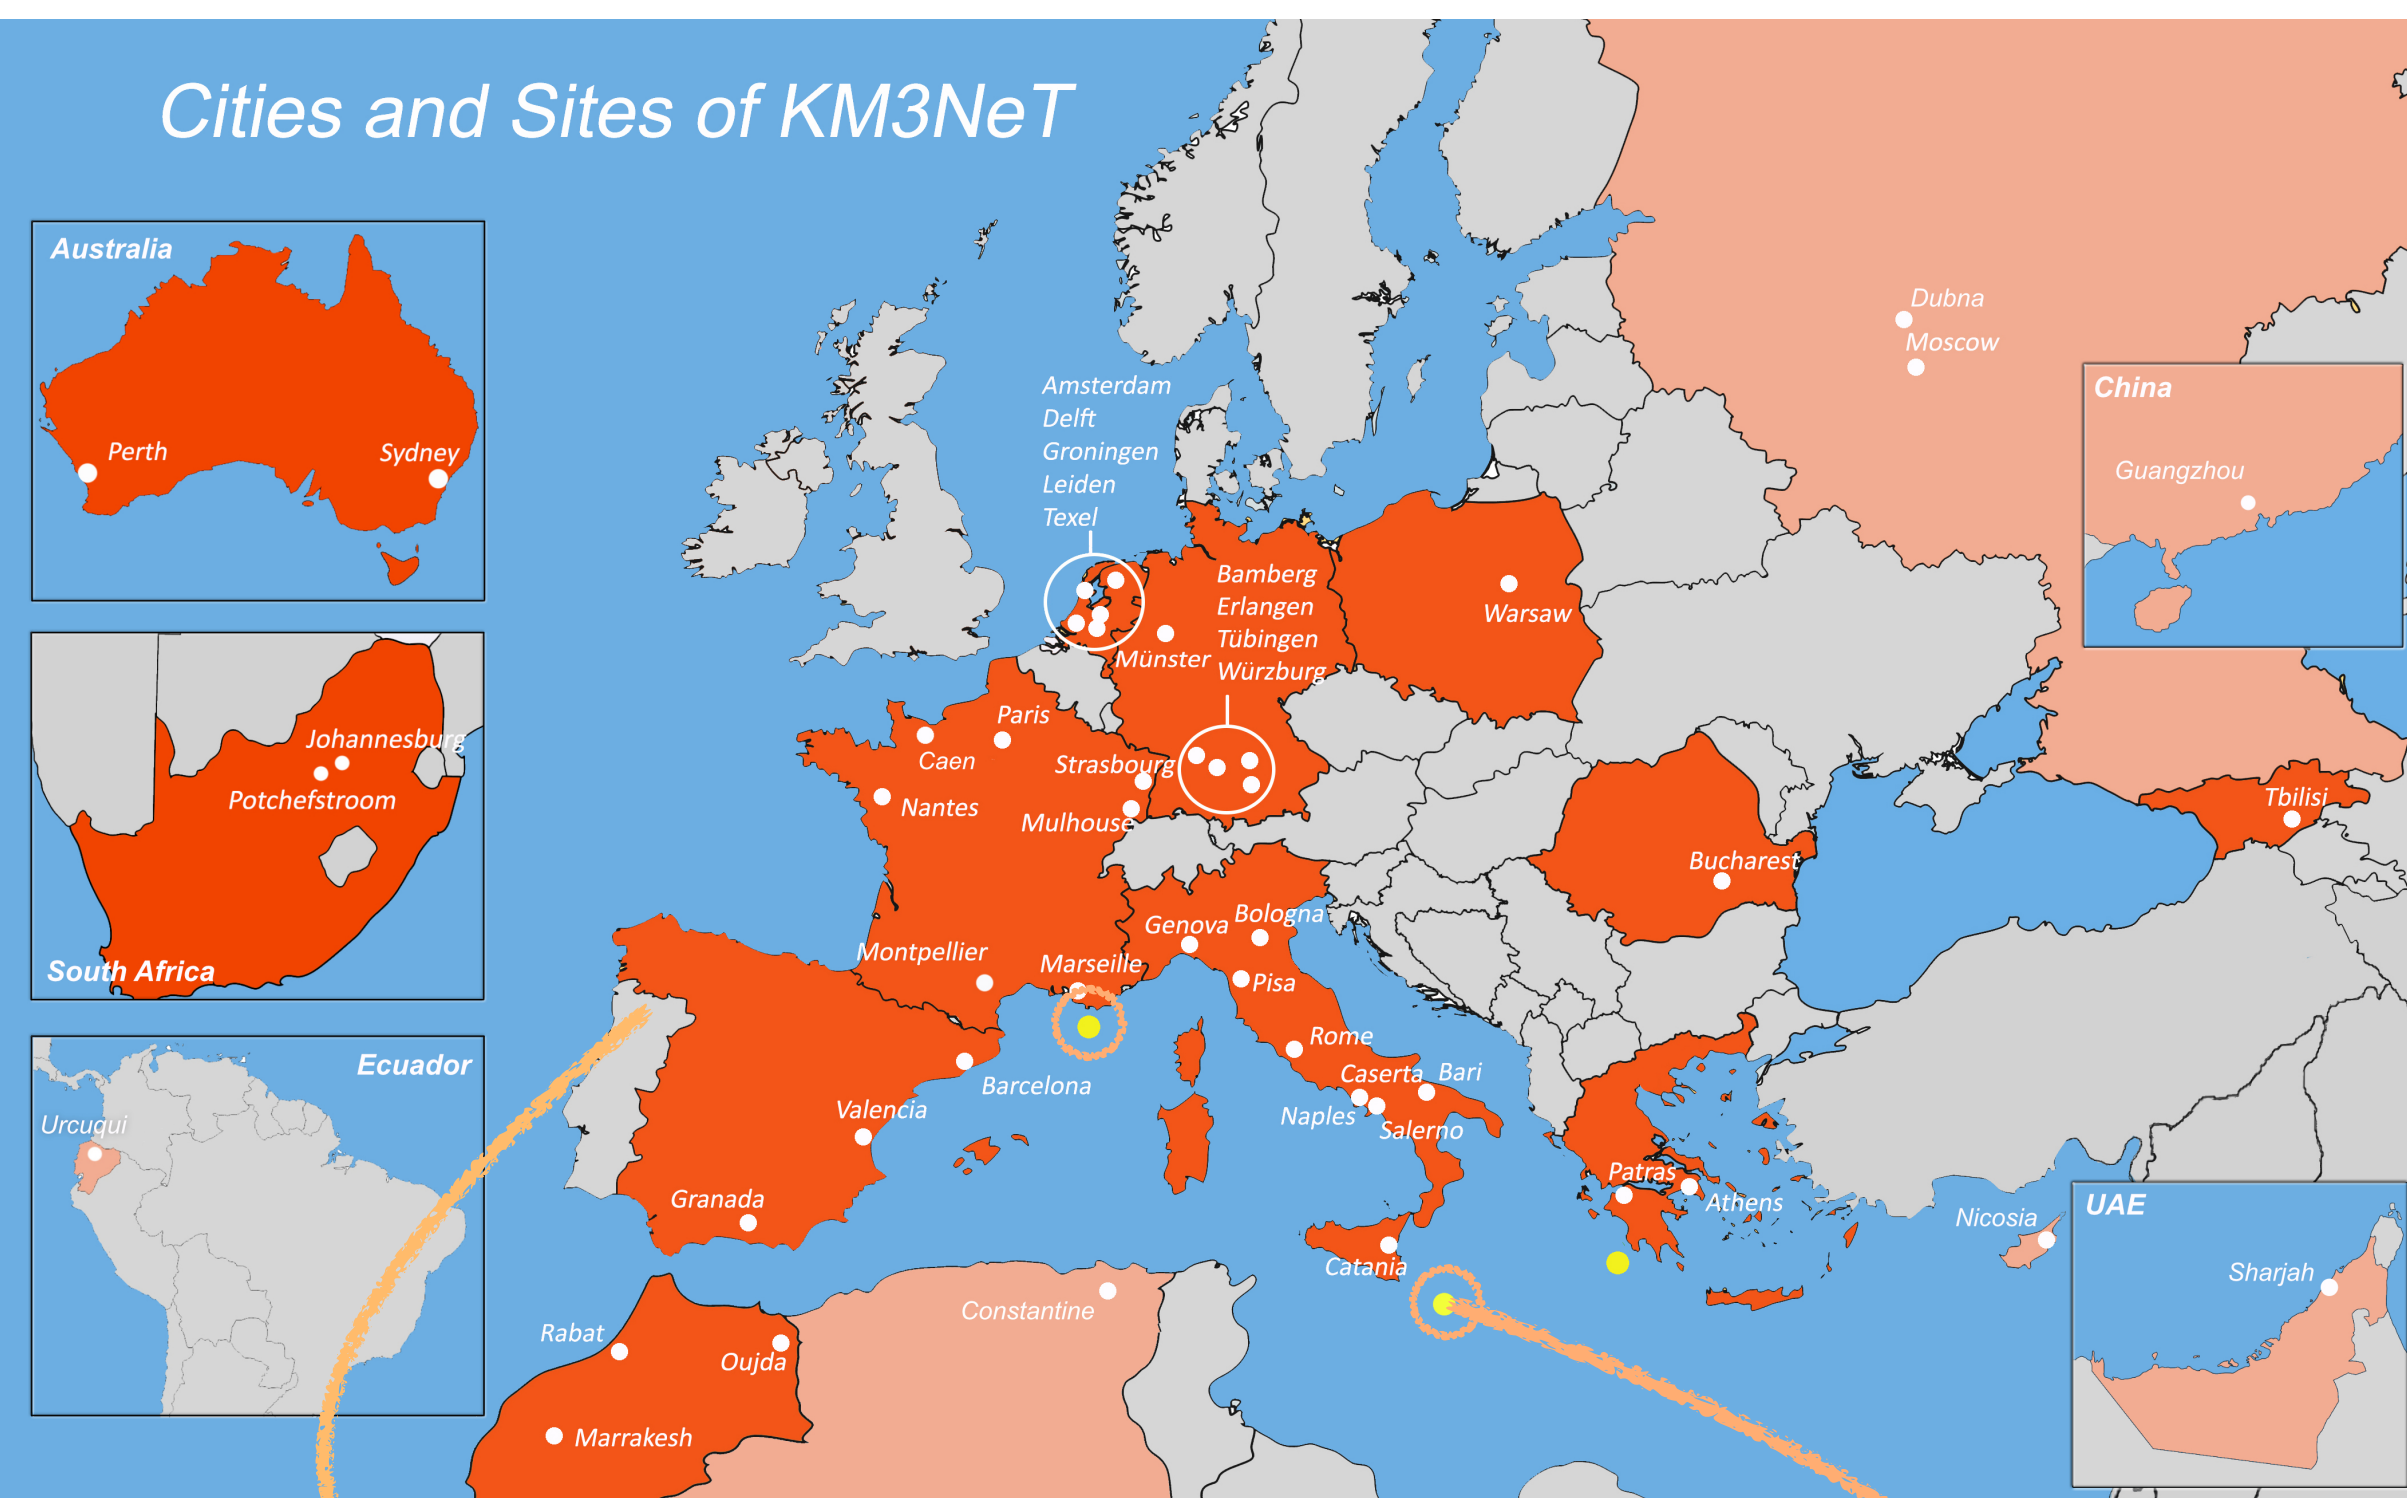 Cities and Sites of KM3NeT
Australia
Perth
Sydney
Johannesburg
Potchefstroom
South Africa
Ecuador
Urcuqui
Amsterdam
Delft
Groningen
Leiden
Texel
Bamberg
Erlangen
Tübingen
Würzburg
Münster
Warsaw
Dubna
Moscow
China
Guangzhou
Paris
Caen
Strasbourg
Nantes
Mulhouse
Tbilisi
Bucharest
Montpellier
Marseille
Genova
Bologna
Pisa
Rome
Caserta
Bari
Naples
Salerno
Barcelona
Valencia
Granada
Patras
Athens
Catania
Nicosia
UAE
Sharjah
Constantine
Rabat
Oujda
Marrakesh